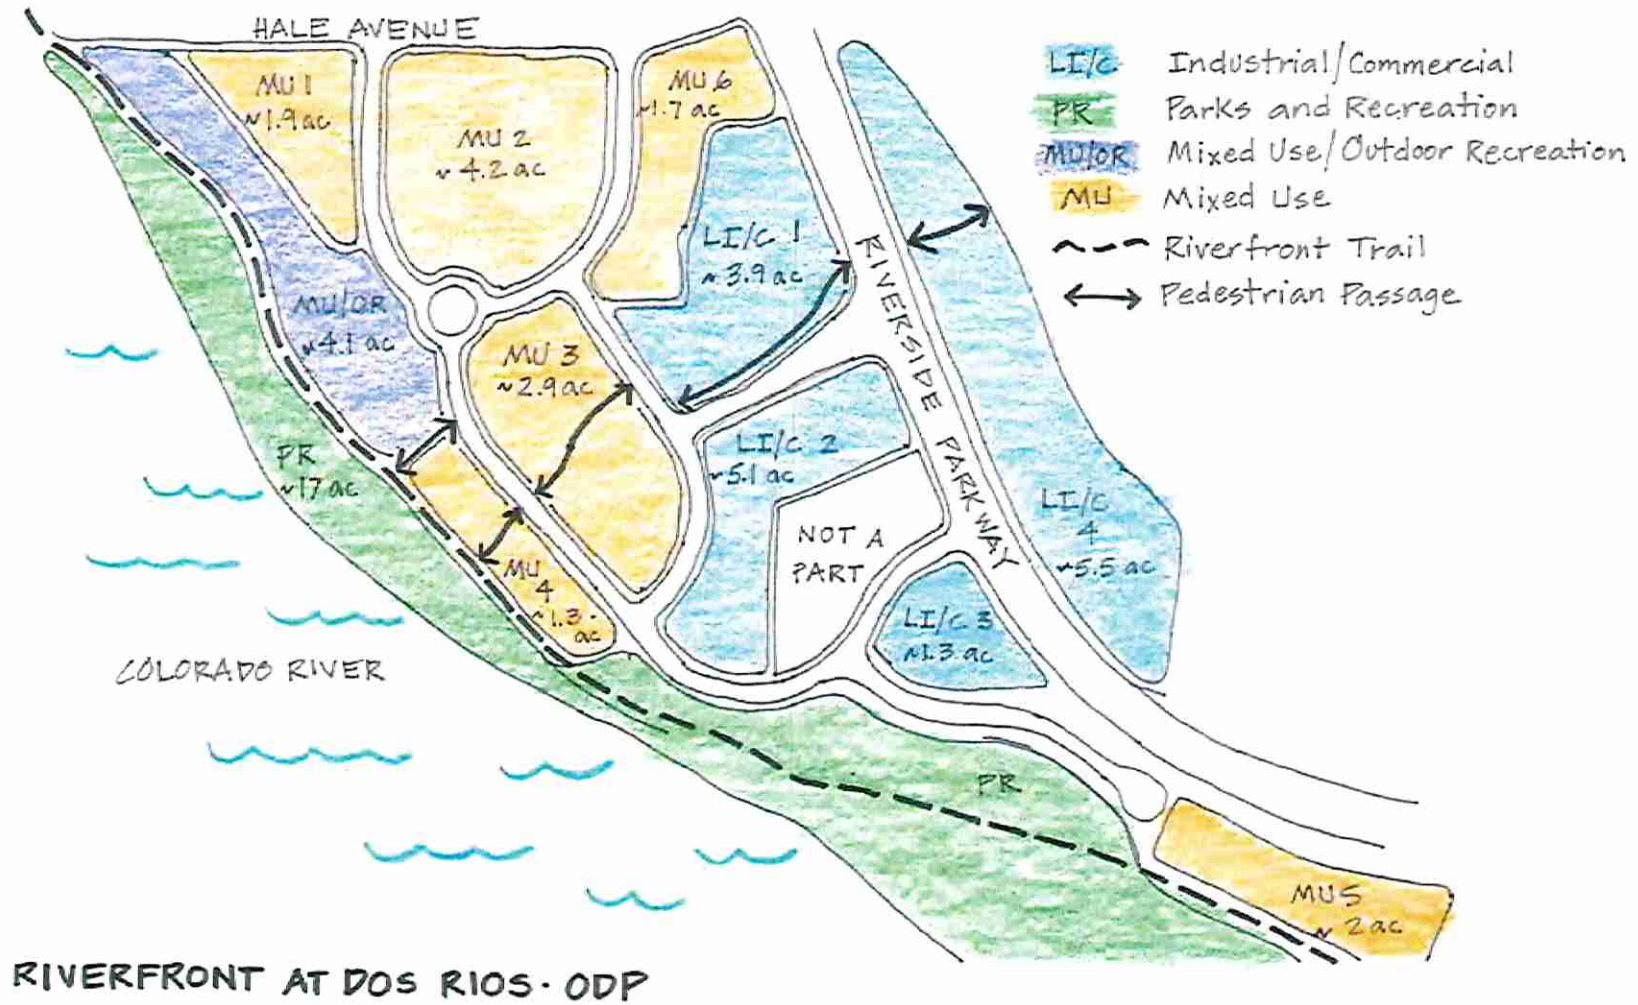 HALE AVENUE
MU 1
~1.9 ac
MU 2
~ 4.2 ac
MU 6
~1.7 ac
LI/C 1
~ 3.9 ac
MU/OR
~4.1 ac
MU 3
~2.9 ac
PR
~17 ac
LI/C 2
~5.1 ac
NOT A
PART
MU
4
~1.3
ac
LI/C 3
~1.3 ac
LI/C
4
~5.5 ac
RIVERSIDE PARKWAY
COLORADO RIVER
PR
MU5
~ 2 ac
LI/C Industrial/Commercial
PR Parks and Recreation
MU/OR Mixed Use/Outdoor Recreation
MU Mixed Use
Riverfront Trail
Pedestrian Passage
RIVERFRONT AT DOS RIOS · ODP